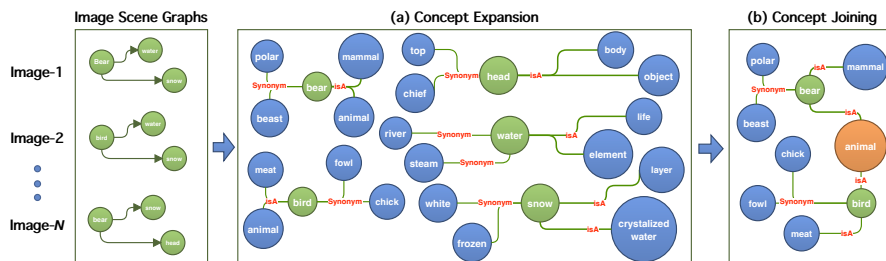 Image Scene Graphs
(a) Concept Expansion
(b) Concept Joining
Image-1
Bear
water
snow
Image-2
bird
water
snow
Image-N
bear
snow
head
polar
mammal
Synonym
bear
isA
beast
animal
top
body
Synonym
head
isA
chief
object
river
Synonym
water
isA
life
steam
Synonym
element
meat
fowl
isA
bird
Synonym
chick
animal
white
Synonym
snow
isA
layer
frozen
isA
crystalized
water
polar
isA
mammal
Synonym
bear
beast
isA
chick
animal
isA
fowl
Synonym
bird
meat
isA